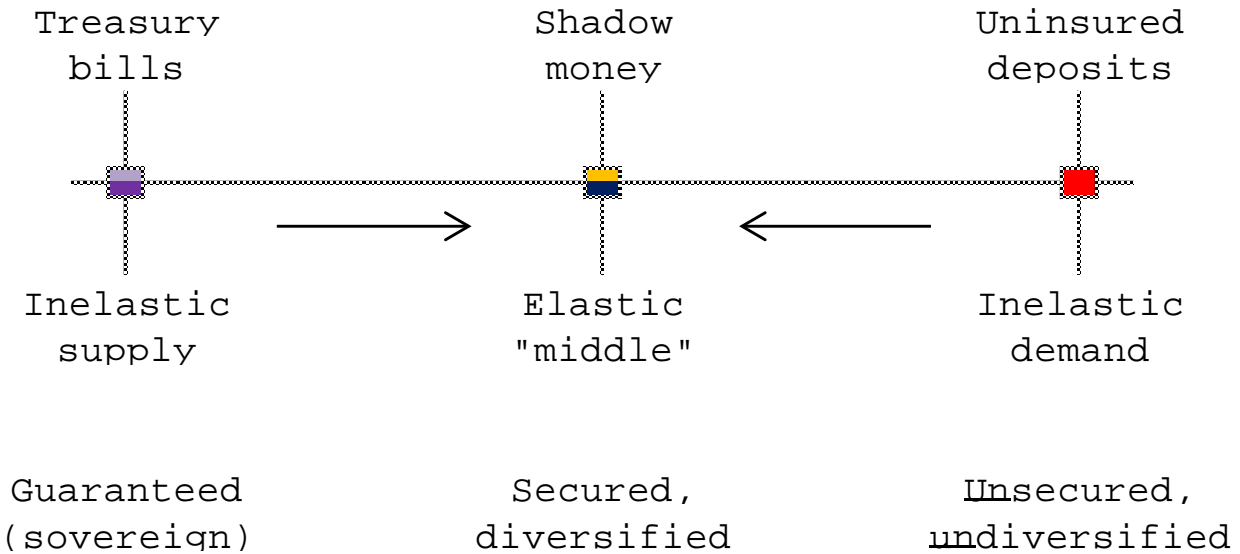 Treasury bills
Shadow money
Uninsured deposits
Inelastic supply
Elastic "middle"
Inelastic demand
Guaranteed (sovereign)
Secured, diversified
Unsecured, undiversified